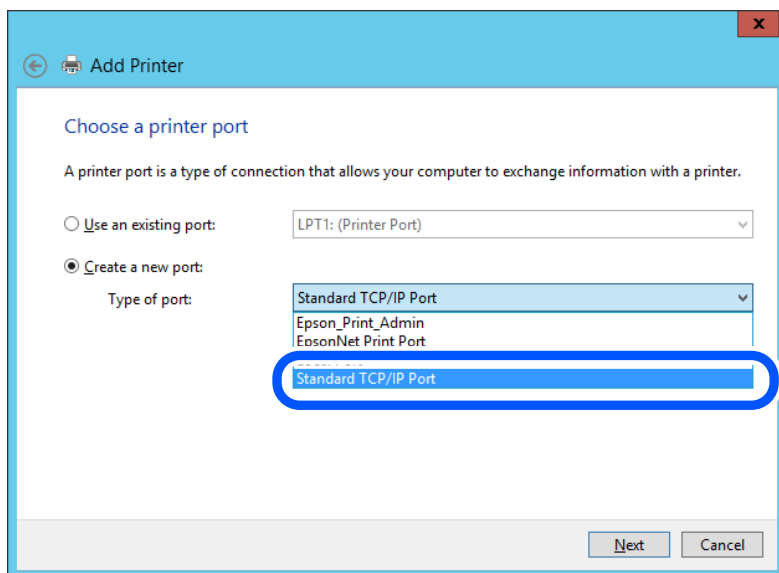 x
Add Printer
Choose a printer port
A printer port is a type of connection that allows your computer to exchange information with a printer.
Use an existing port:
LPT1: (Printer Port)
Create a new port:
Type of port:
Standard TCP/IP Port
Epson_Print_Admin
EpsonNet Print Port
Standard TCP/IP Port
Next
Cancel